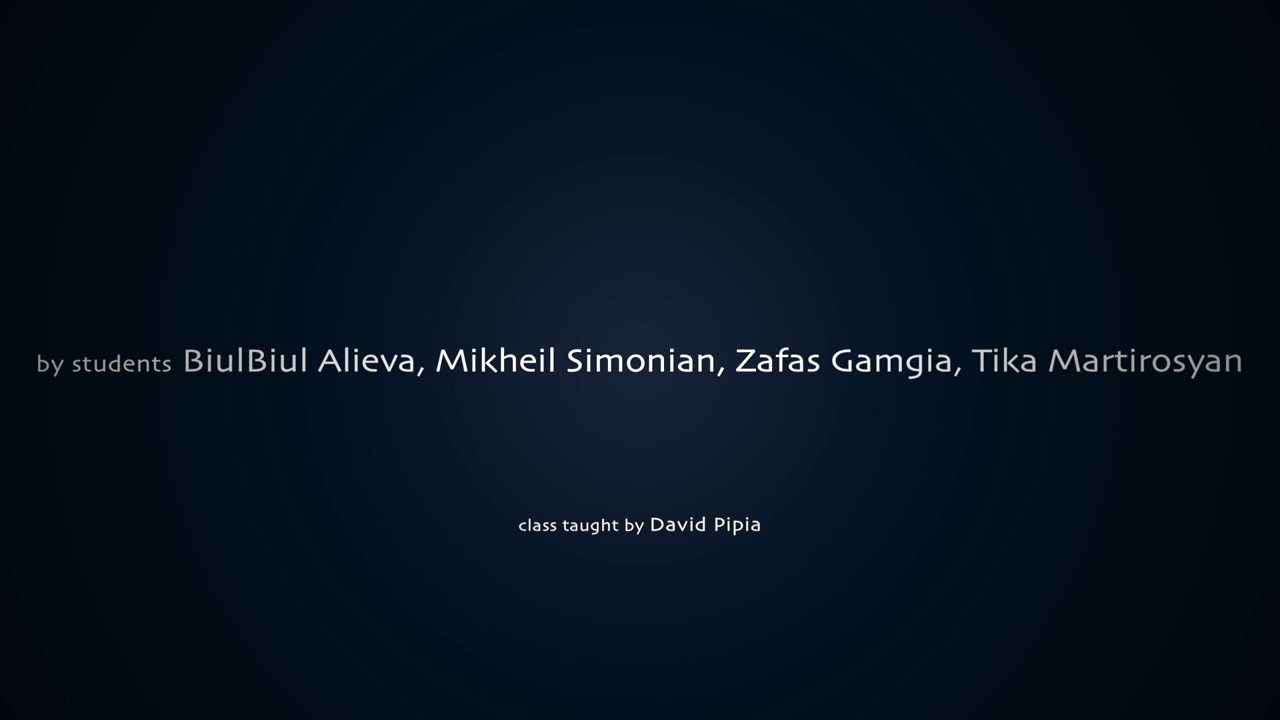 by students BiulBiul Alieva, Mikheil Simonian, Zafas Gamgia, Tika Martirosyan
class taught by David Pipia